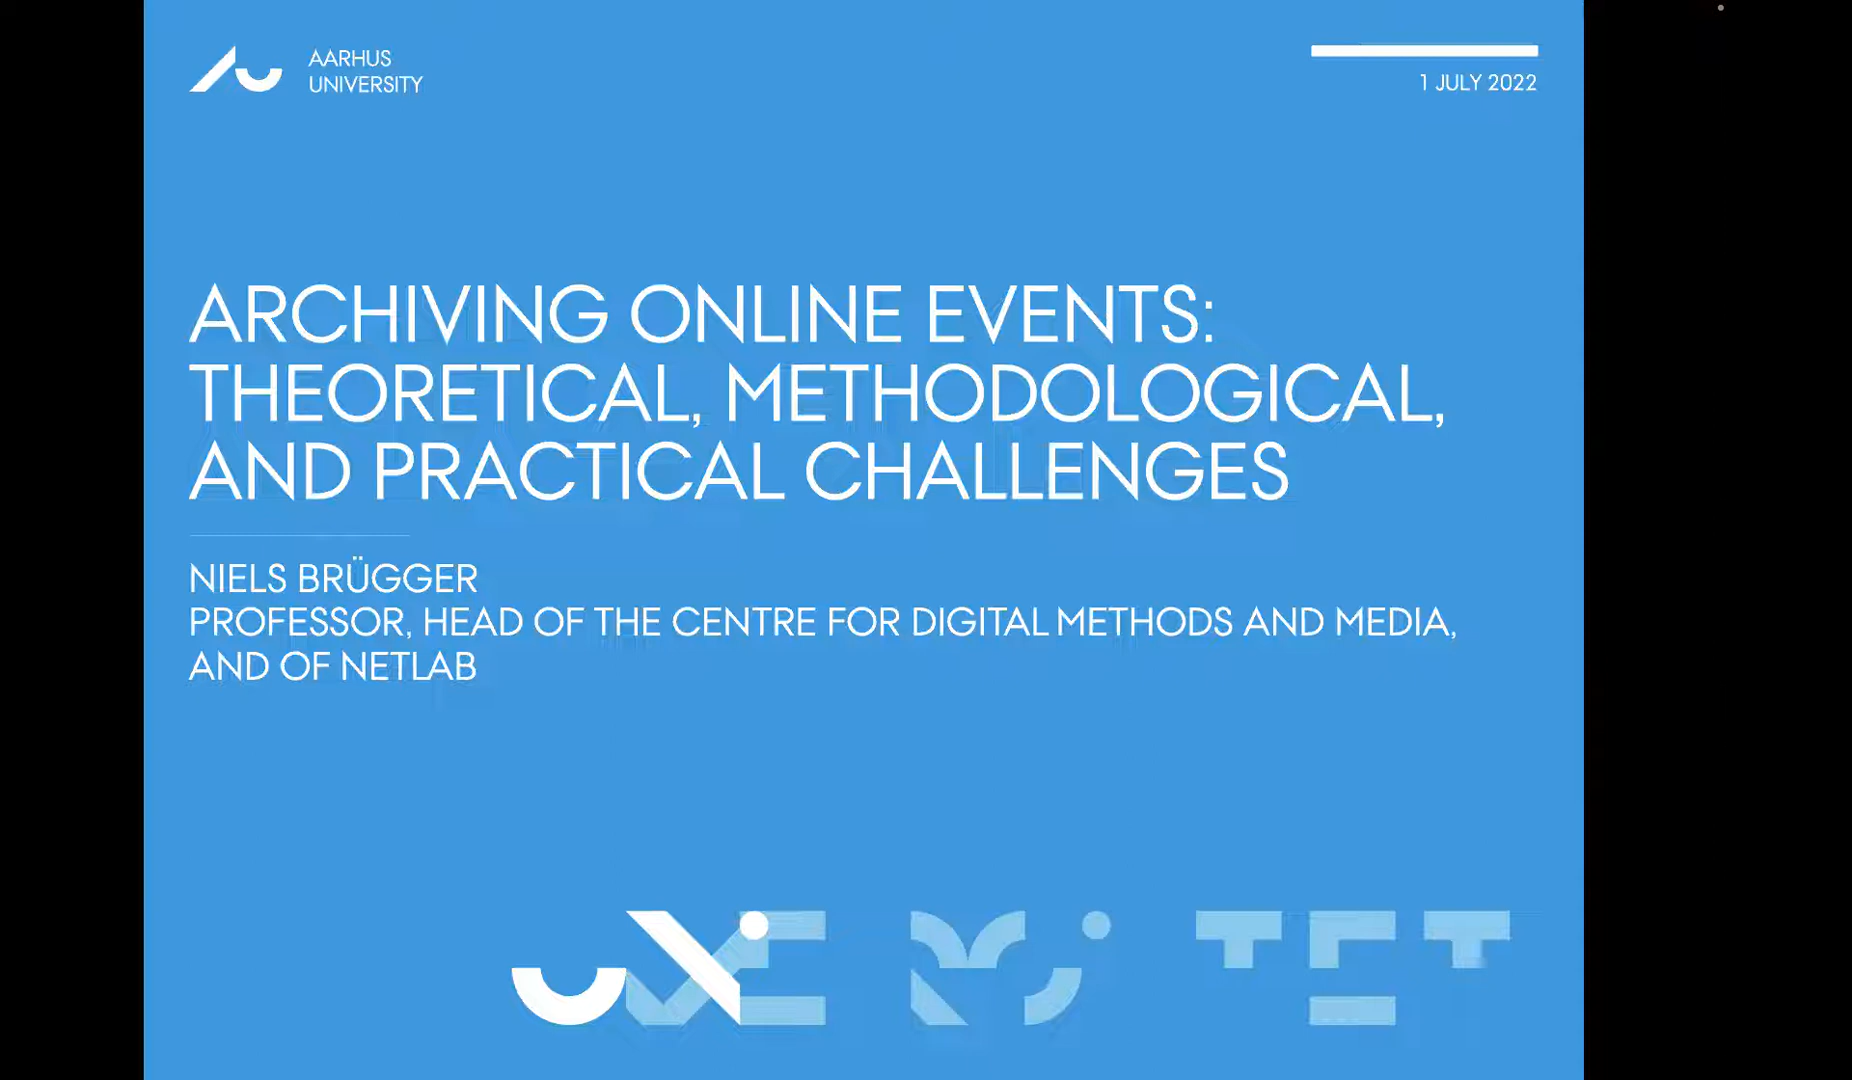 AARHUS
UNIVERSITY
1 JULY 2022
ARCHIVING ONLINE EVENTS:
THEORETICAL, METHODOLOGICAL,
AND PRACTICAL CHALLENGES
NIELS BRÜGGER
PROFESSOR, HEAD OF THE CENTRE FOR DIGITAL METHODS AND MEDIA,
AND OF NETLAB